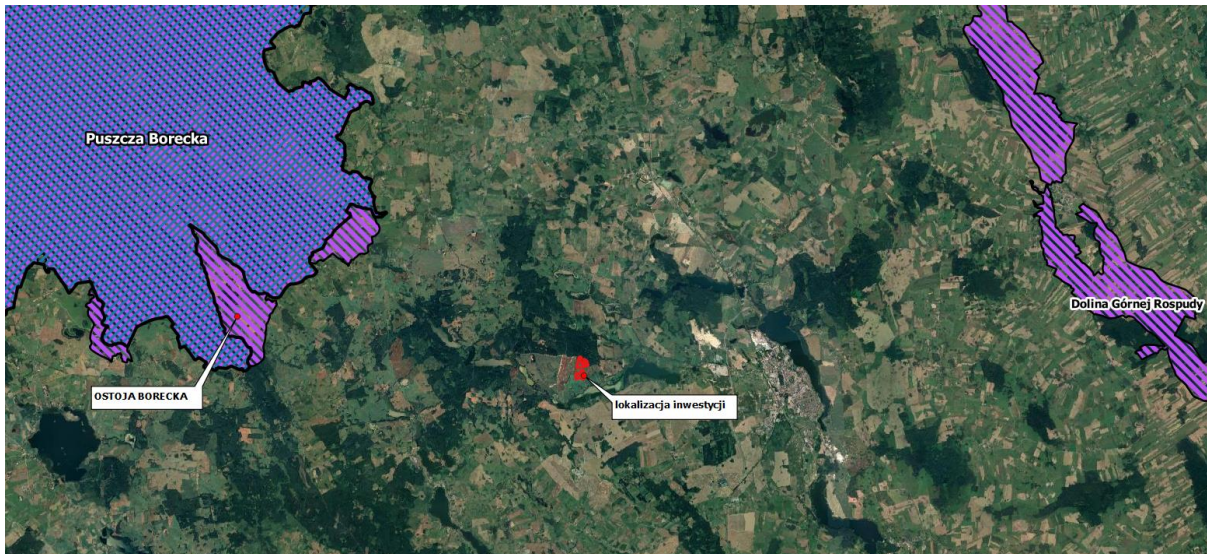 Puszcza Borecka
Dolina Górnej Rospudy
OSTOJA BORECKA
lokalizacja inwestycji